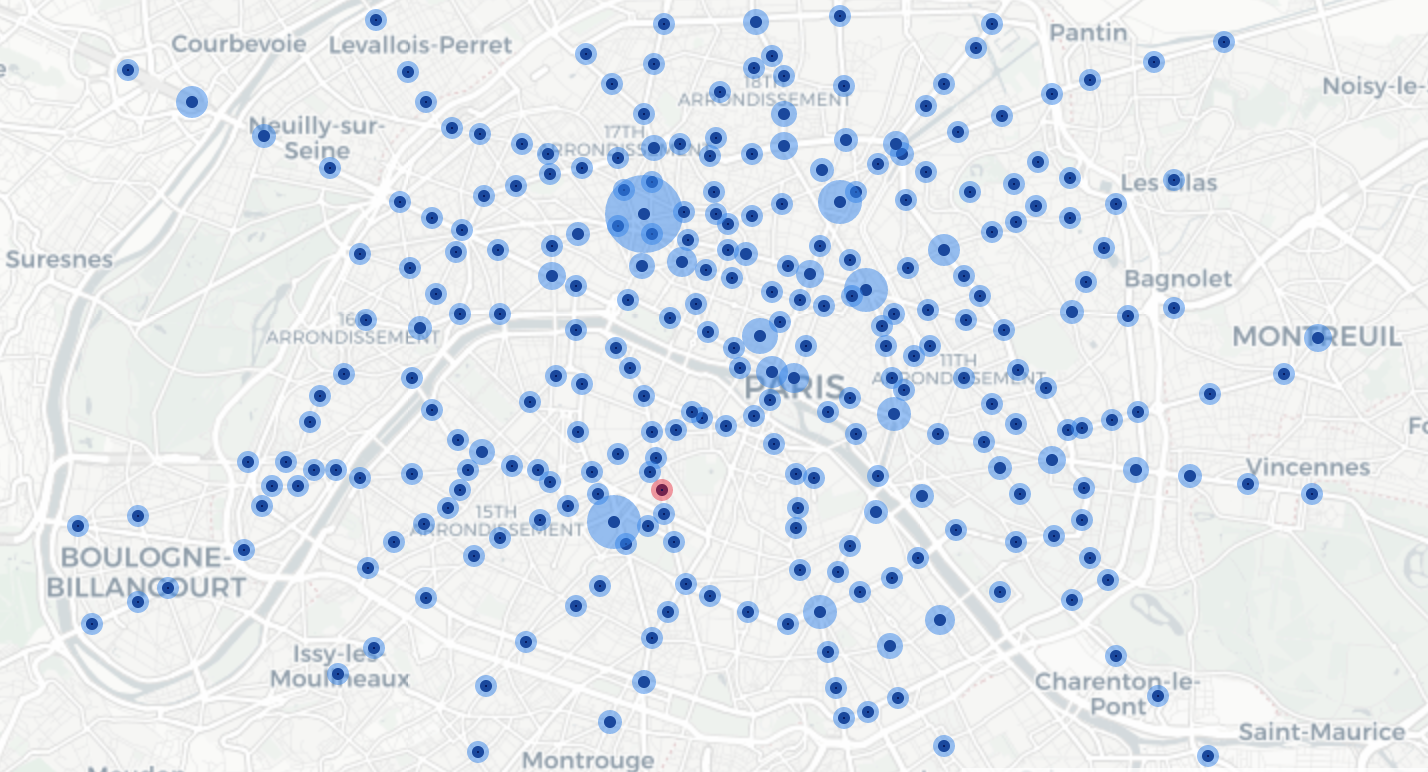 Courbevoie
Levallois-Perret
Pantin
Noisy-le-
18TH
ARRONDISSEMENT
Neuilly-sur-
Seine
17TH
ARRONDISSEMENT
Les Lilas
Suresnes
Bagnolet
16
ARRONDISSEMENT
MONTREUIL
11TH
ARRONDISSEMENT
PARIS
Vincennes
15TH
ARRONDISSEMENT
BOULOGNE-
BILLANCOURT
Issy-les-
Moulineaux
Charenton-le-
Pont
Saint-Maurice
Montrouge